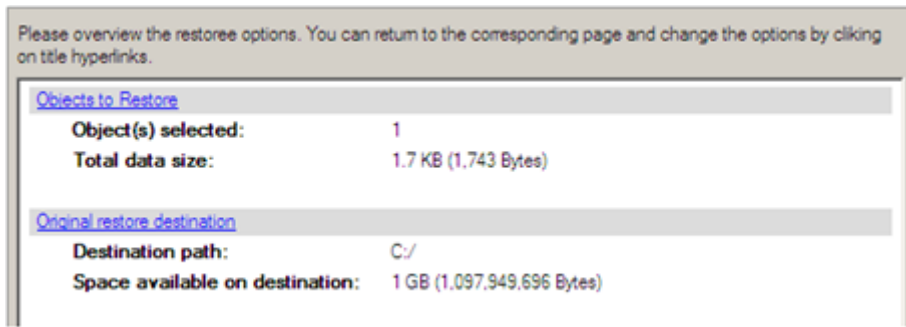 Please overview the restoree options. You can return to the corresponding page and change the options by cliking
on title hyperlinks.
Objects to Restore
Object(s) selected: 1
Total data size: 1.7 KB (1,743 Bytes)
Original restore destination
Destination path: C:/
Space available on destination: 1 GB (1,097,949,696 Bytes)